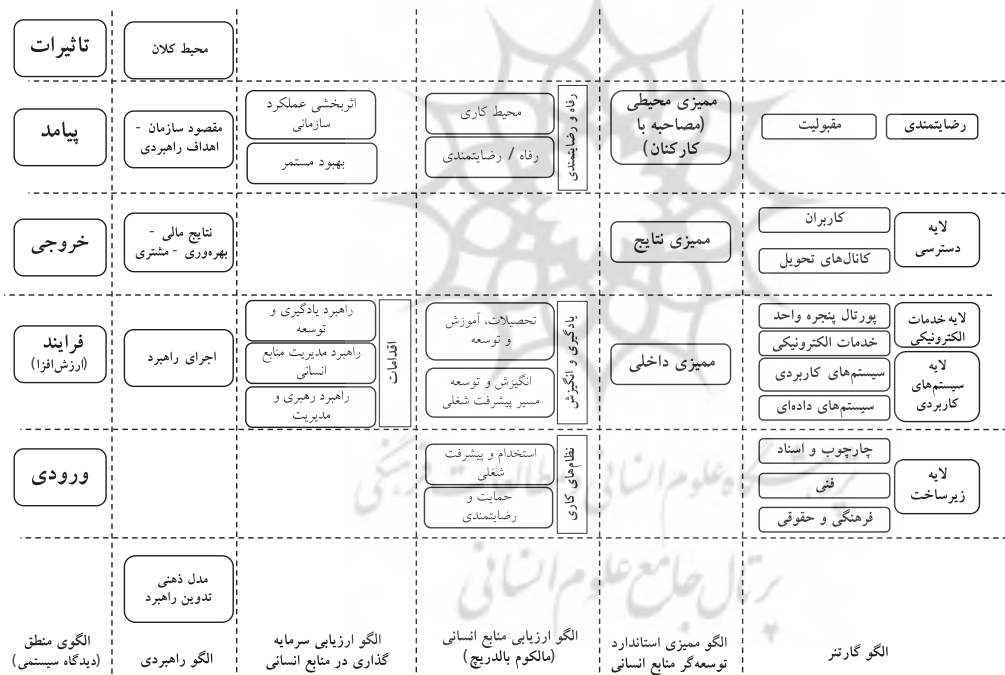 رضایتمندی
مقبولیت
ممیزی محیطی
(مصاحبه با
کارکنان)
رفاه و رضایتمندی
محیط کاری
رفاه / رضایتمندی
اثربخشی عملکرد
سازمانی
بهبود مستمر
مقصود سازمان -
اهداف راهبردی
پیامد
محیط کلان
تاثیرات
لایه
دسترسی
کاربران
کانال‌های تحویل
ممیزی نتایج
نتایج مالی -
بهره‌وری - مشتری
خروجی
لایه خدمات
الکترونیکی
لایه
سیستم‌های
کاربردی
پورتال پنجره واحد
خدمات الکترونیکی
سیستم‌های کاربردی
سیستم‌های داده‌ای
ممیزی داخلی
یادگیری و انگیزش
تحصیلات، آموزش
و توسعه
انگیزش و توسعه
مسیر پیشرفت شغلی
اقدامات
راهبرد یادگیری و
توسعه
راهبرد مدیریت منابع
انسانی
راهبرد رهبری و
مدیریت
اجرای راهبرد
فرایند
(ارزش‌افزا)
لایه
زیرساخت
چارچوب و اسناد
فنی
فرهنگی و حقوقی
نظام‌های کاری
استخدام و پیشرفت
شغلی
حمایت و
رضایتمندی
ورودی
مدل ذهنی
تدوین راهبرد
الگو گارتنر
الگو ممیزی استاندارد
توسعه‌گر منابع انسانی
الگو ارزیابی منابع انسانی
(مالکوم بالدریج)
الگو ارزیابی سرمایه
گذاری در منابع انسانی
الگو راهبردی
الگوی منطق
(دیدگاه سیستمی)
پرتال جامع علوم انسانی